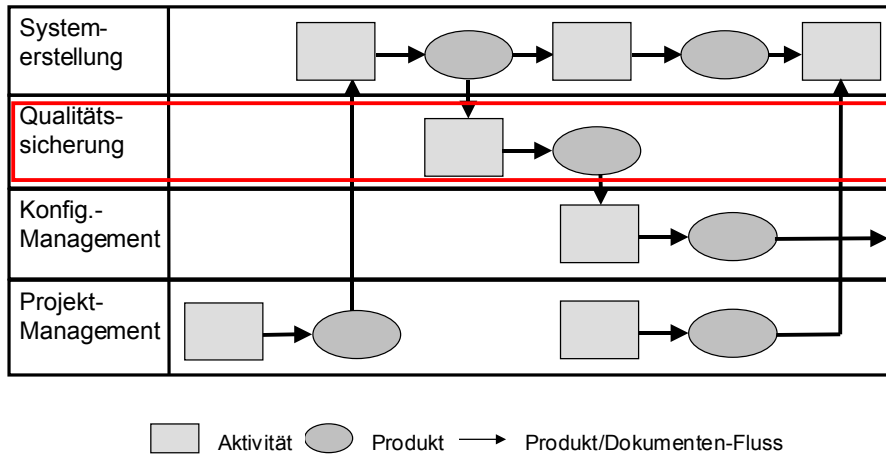 System-
erstellung
Qualitäts-
sicherung
Konfig.-
Management
Projekt-
Management
Aktivität Produkt Produkt/Dokumenten-Fluss